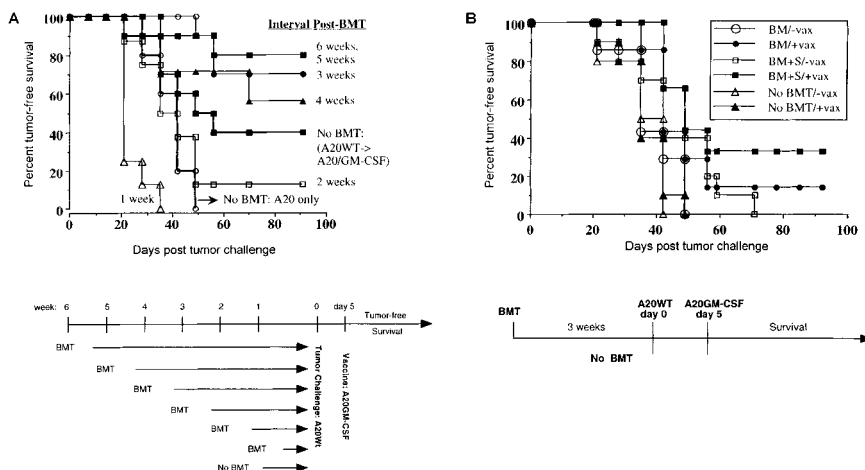 A
Interval Post-BMT
Percent tumor-free survival
100
80
60
40
20
0
6 weeks,
5 weeks
3 weeks
4 weeks
No BMT:
(A20WT->
A20/GM-CSF)
2 weeks
1 week
No BMT: A20 only
0 20 40 60 80 100
Days post tumor challenge
week: 6 5 4 3 2 1 0 day 5
Tumor-free
Survival
BMT
BMT
BMT
BMT
BMT
BMT
No BMT
Tumor Challenge: A20Wt
Vaccine: A20GM-CSF
B
Percent tumor-free survival
100
80
60
40
20
0
BM/-vax
BM/+vax
BM+S/-vax
BM+S/+vax
No BMT/-vax
No BMT/+vax
0 20 40 60 80 100
Days post tumor challenge
BMT
A20WT
day 0
A20GM-CSF
day 5
3 weeks
Survival
No BMT